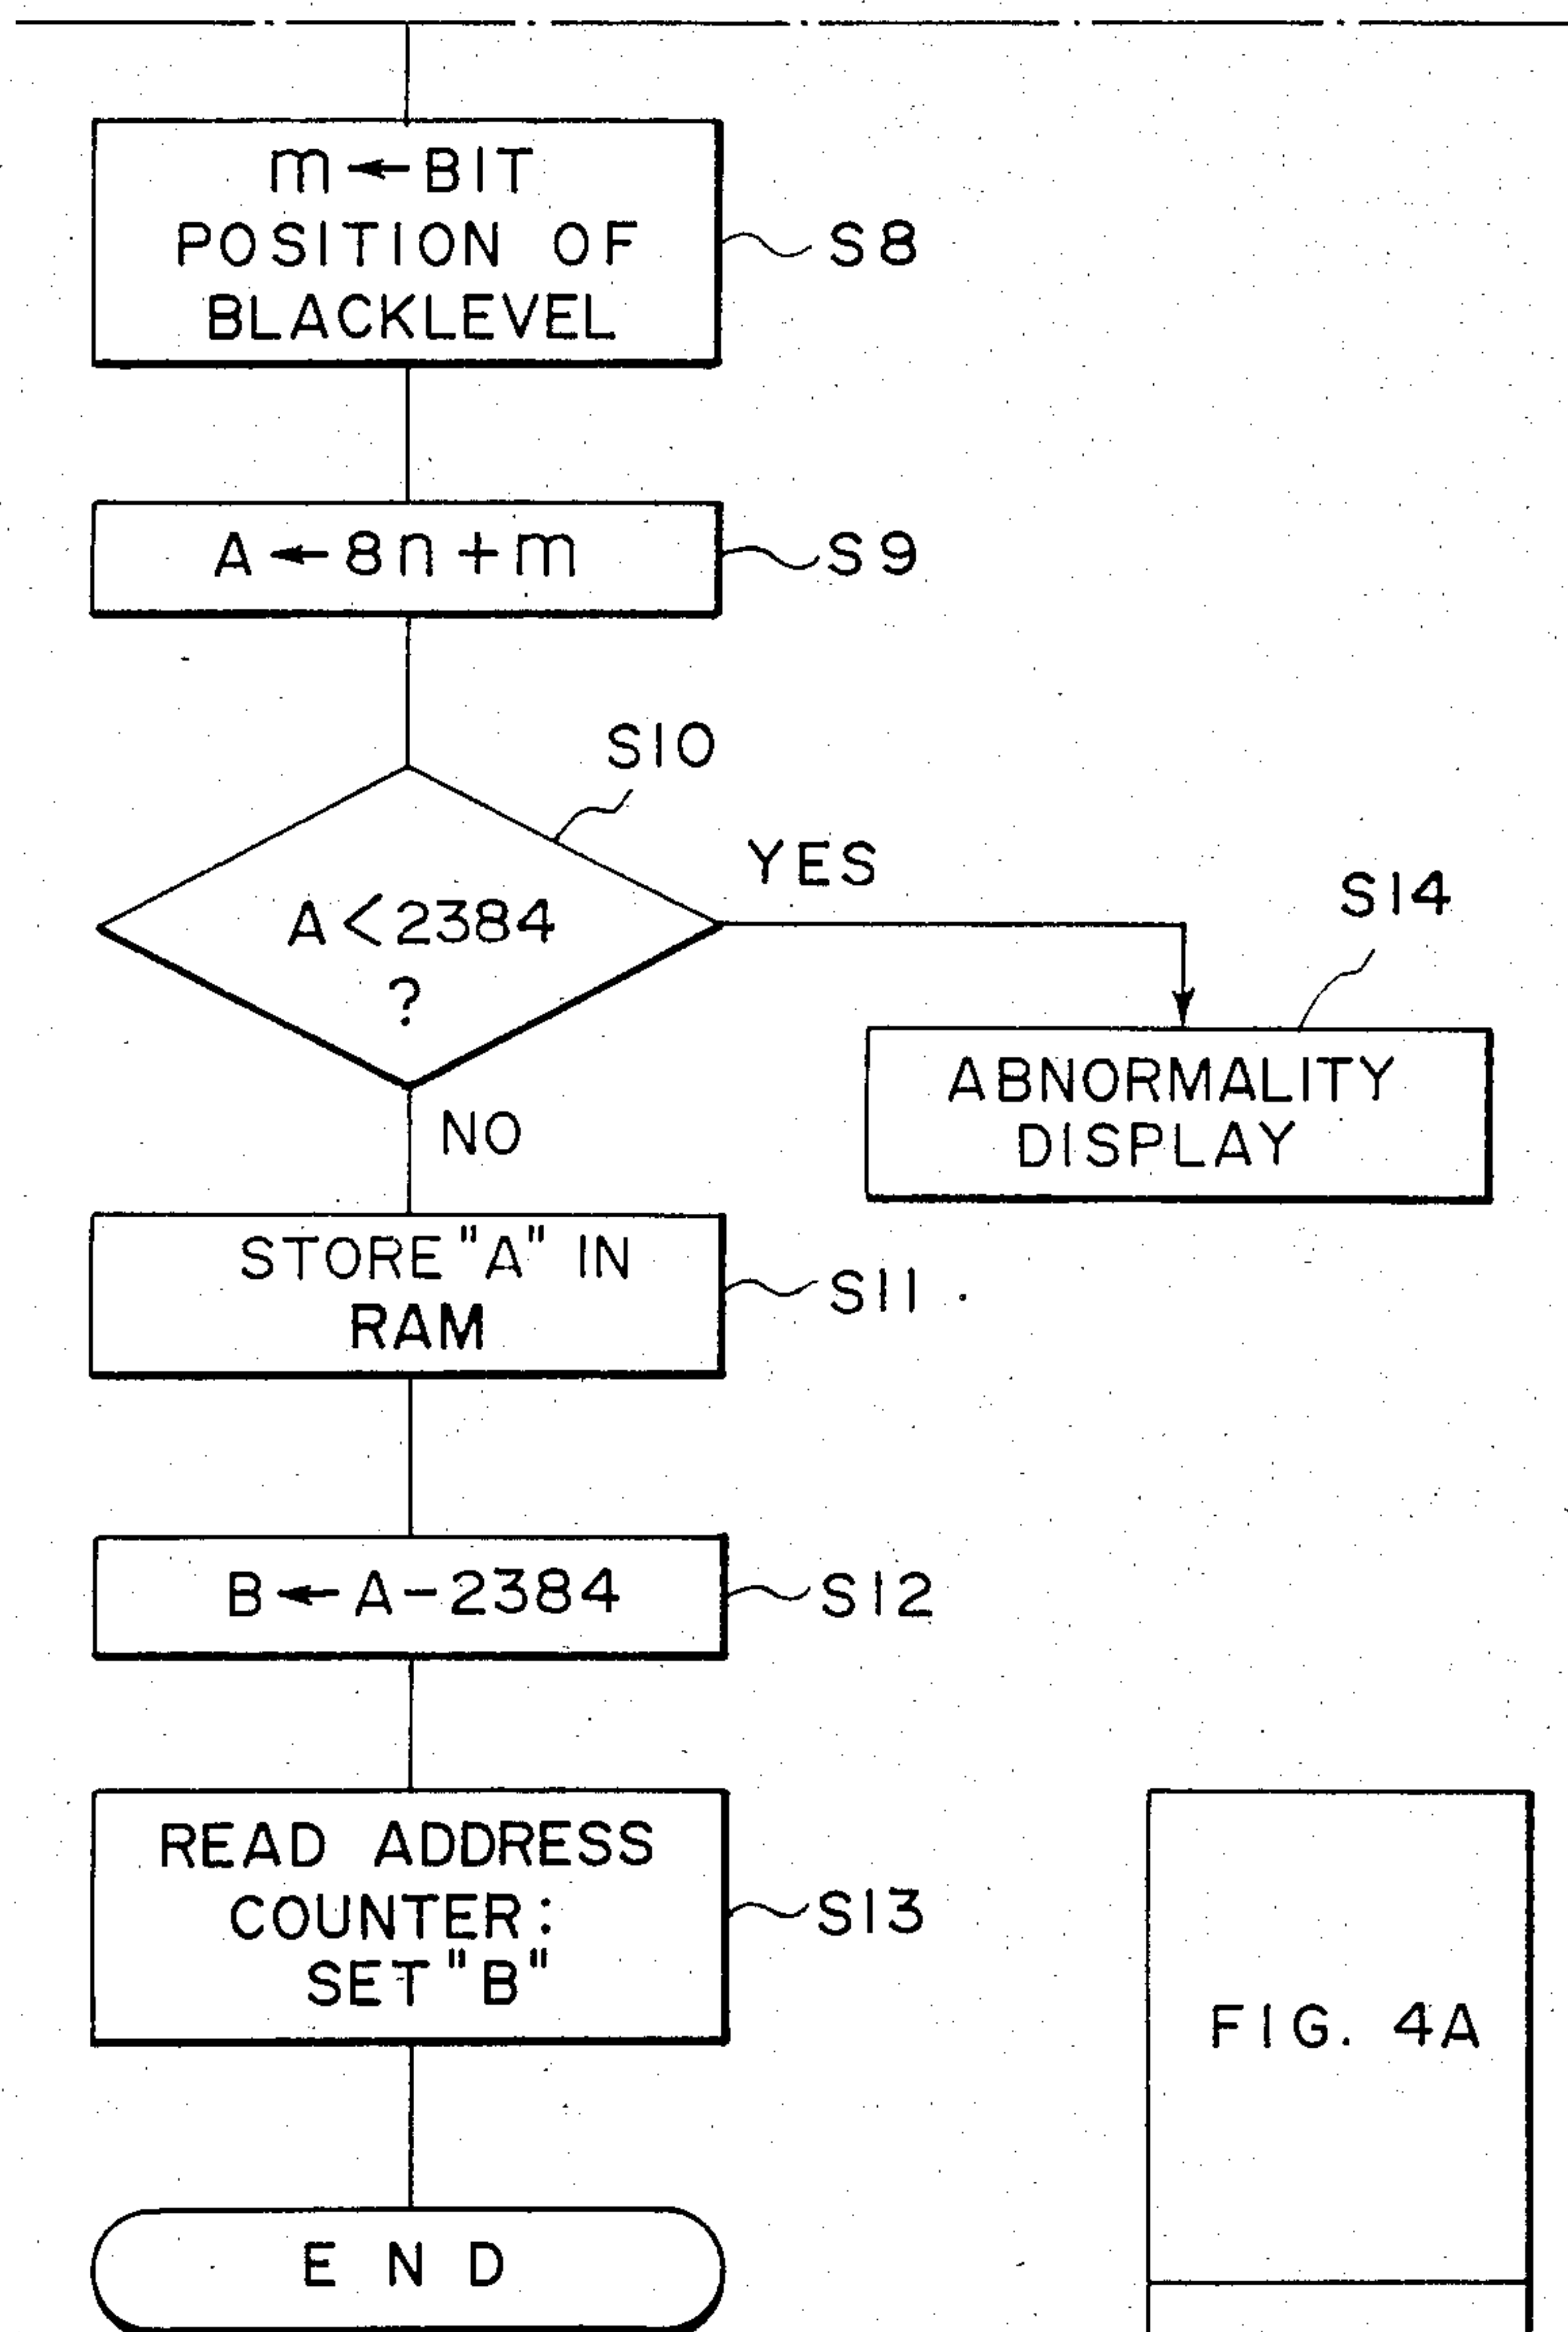 m←BIT
POSITION OF
BLACKLEVEL
S8
A←8n+m
S9
S10
YES
A<2384
?
S14
ABNORMALITY
DISPLAY
NO
STORE "A" IN
RAM
S11
B←A-2384
S12
READ ADDRESS
COUNTER:
SET "B"
S13
FIG. 4A
END